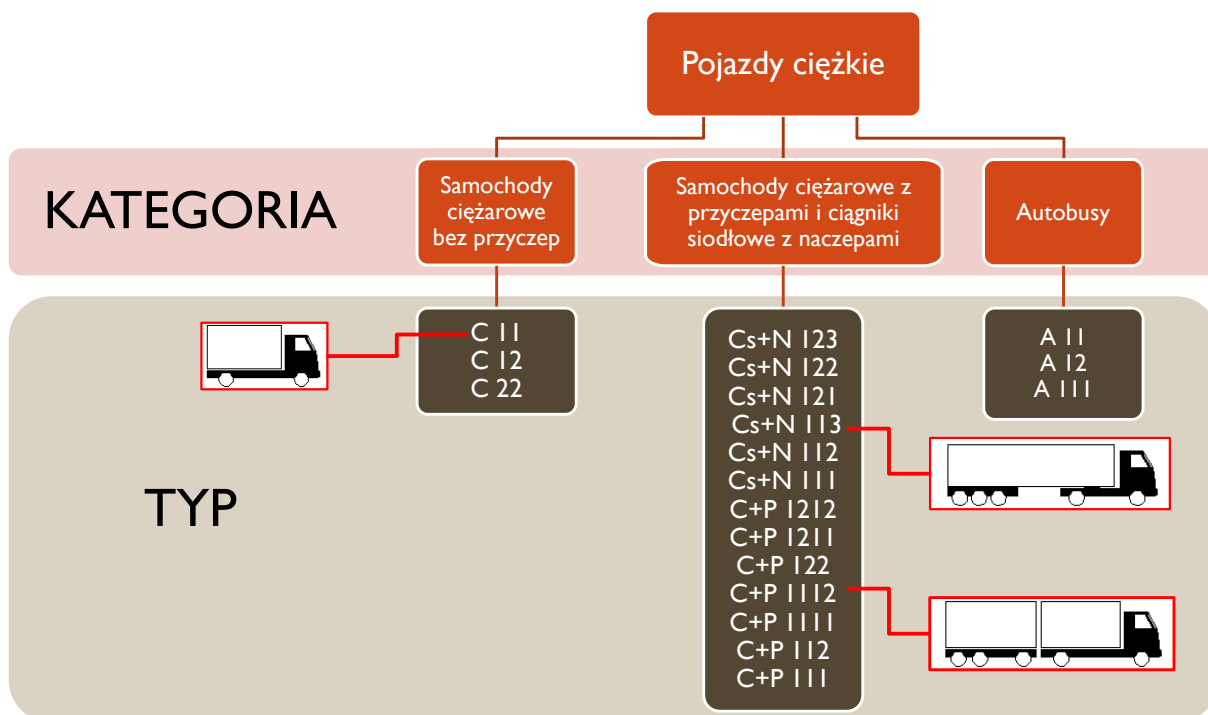 Pojazdy ciężkie
KATEGORIA
Samochody
ciężarowe
bez przyczep
Samochody ciężarowe z
przyczepami i ciągniki
siodłowe z naczepami
Autobusy
TYP
C 11
C 12
C 22
Cs+N 123
Cs+N 122
Cs+N 121
Cs+N 113
Cs+N 112
Cs+N 111
C+P 1212
C+P 1211
C+P 122
C+P 1112
C+P 1111
C+P 112
C+P 111
A 11
A 12
A 111